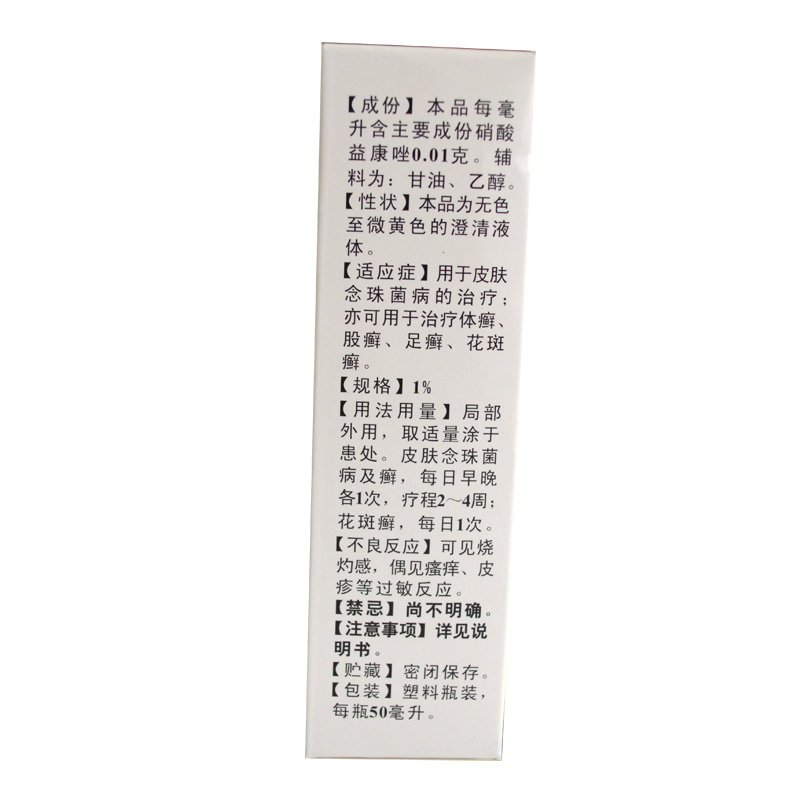 【成份】本品每毫
升含主要成份硝酸
益康唑0.01克。辅
料为：甘油、乙醇。
【性状】本品为无色
至微黄色的澄清液
体。
【适应症】用于皮肤
念珠菌病的治疗；
亦可用于治疗体癣、
股癣、足癣、花斑
癣。
【规格】1%
【用法用量】局部
外用，取适量涂于
患处。皮肤念珠菌
病及癣，每日早晚
各1次，疗程2～4周；
花斑癣，每日1次。
【不良反应】可见烧
灼感，偶见瘙痒、皮
疹等过敏反应。
【禁忌】尚不明确。
【注意事项】详见说
明书。
【贮藏】密闭保存。
【包装】塑料瓶装，
每瓶50毫升。